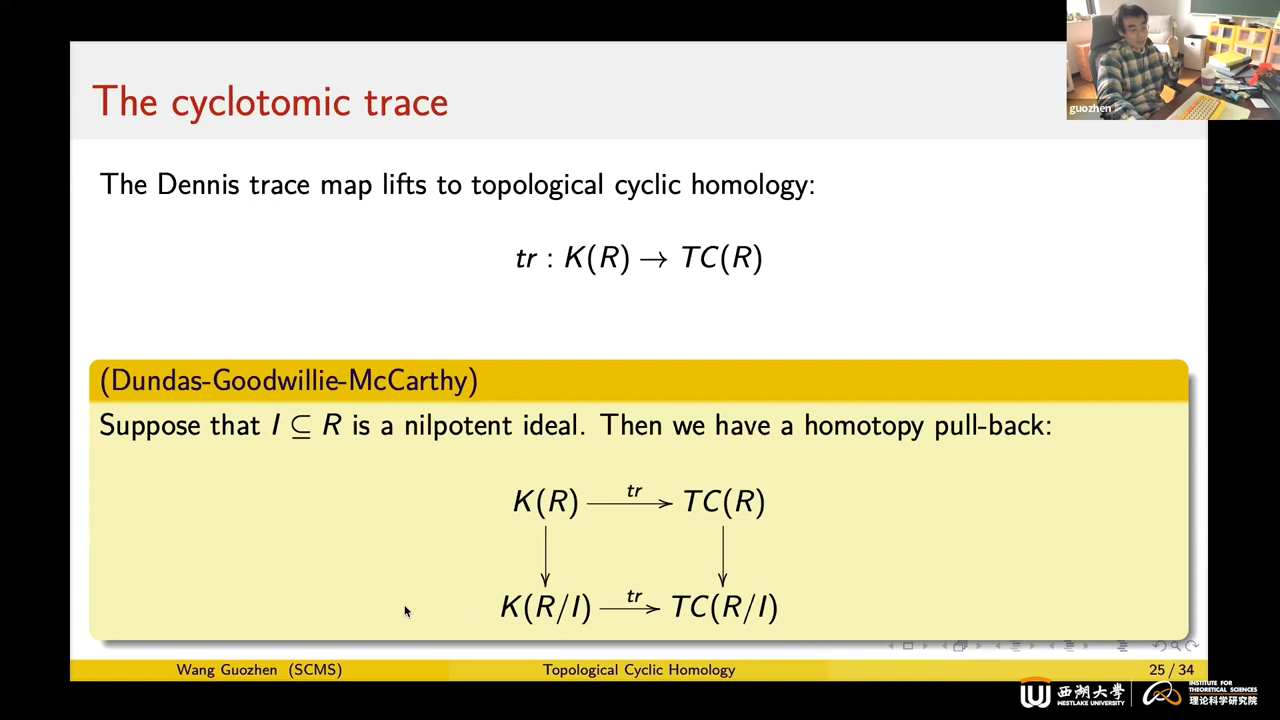 guozhen
The cyclotomic trace
The Dennis trace map lifts to topological cyclic homology:
tr : K(R) → TC(R)
(Dundas-Goodwillie-McCarthy)
Suppose that I ⊆ R is a nilpotent ideal. Then we have a homotopy pull-back:
K(R) tr TC(R)
K(R/I) tr TC(R/I)
Wang Guozhen (SCMS) Topological Cyclic Homology 25 / 34
西湖大學 WESTLAKE UNIVERSITY
INSTITUTE FOR THEORETICAL SCIENCES
理论科学研究院